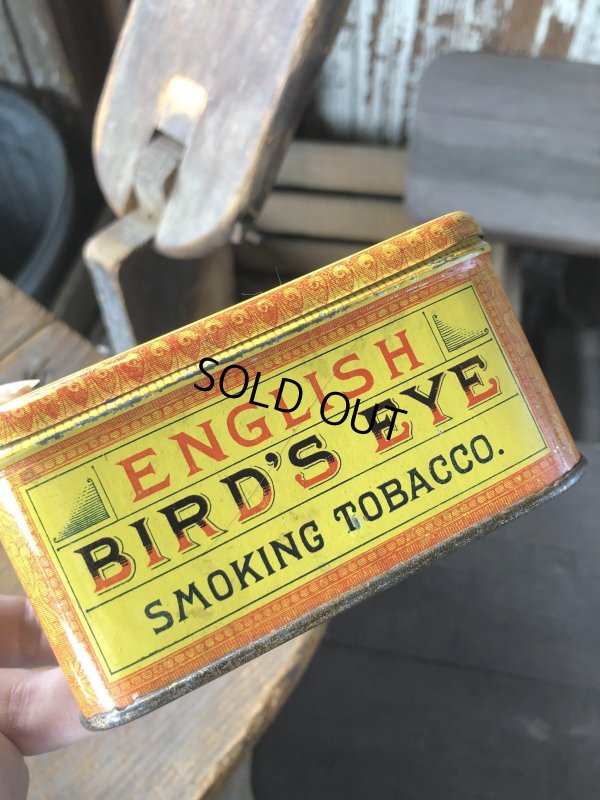 ENGLISH
BIRD'S EYE
SMOKING TOBACCO.
SOLD OUT